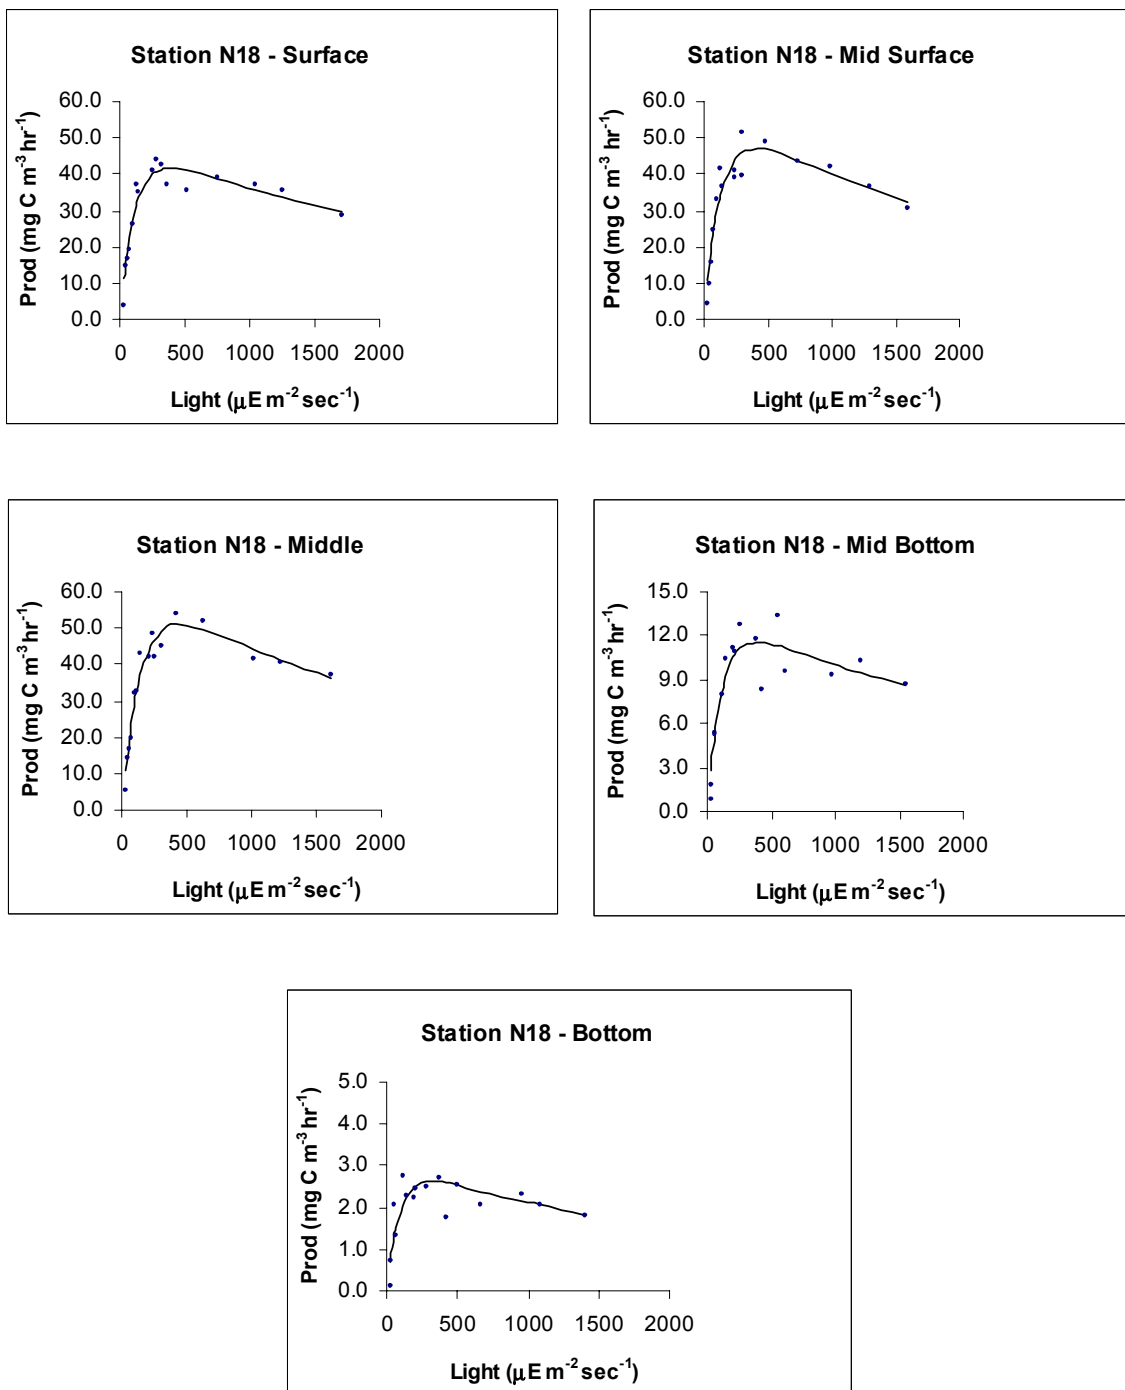 Station N18 - Surface
Prod (mg C m⁻³ hr⁻¹)
60.0
50.0
40.0
30.0
20.0
10.0
0.0
0 500 1000 1500 2000
Light (µE m⁻² sec⁻¹)
Station N18 - Mid Surface
Prod (mg C m⁻³ hr⁻¹)
60.0
50.0
40.0
30.0
20.0
10.0
0.0
0 500 1000 1500 2000
Light (µE m⁻² sec⁻¹)
Station N18 - Middle
Prod (mg C m⁻³ hr⁻¹)
60.0
50.0
40.0
30.0
20.0
10.0
0.0
0 500 1000 1500 2000
Light (µE m⁻² sec⁻¹)
Station N18 - Mid Bottom
Prod (mg C m⁻³ hr⁻¹)
15.0
12.0
9.0
6.0
3.0
0.0
0 500 1000 1500 2000
Light (µE m⁻² sec⁻¹)
Station N18 - Bottom
Prod (mg C m⁻³ hr⁻¹)
5.0
4.0
3.0
2.0
1.0
0.0
0 500 1000 1500 2000
Light (µE m⁻² sec⁻¹)